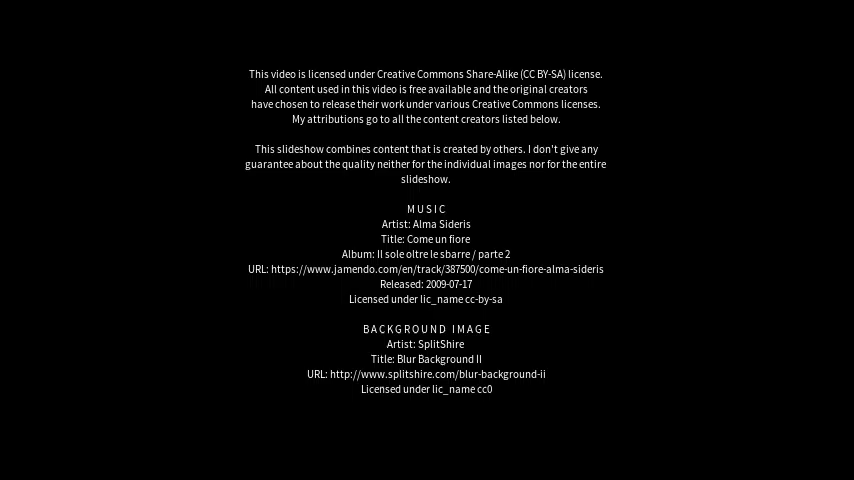 This video is licensed under Creative Commons Share-Alike (CC BY-SA) license.
All content used in this video is free available and the original creators
have chosen to release their work under various Creative Commons licenses.
My attributions go to all the content creators listed below.
This slideshow combines content that is created by others. I don't give any
guarantee about the quality neither for the individual images nor for the entire
slideshow.
MUSIC
Artist: Alma Sideris
Title: Come un fiore
Album: Il sole oltre le sbarre / parte 2
URL: https://www.jamendo.com/en/track/387500/come-un-fiore-alma-sideris
Released: 2009-07-17
Licensed under lic_name cc-by-sa
BACKGROUND IMAGE
Artist: SplitShire
Title: Blur Background II
URL: http://www.splitshire.com/blur-background-ii
Licensed under lic_name cc0